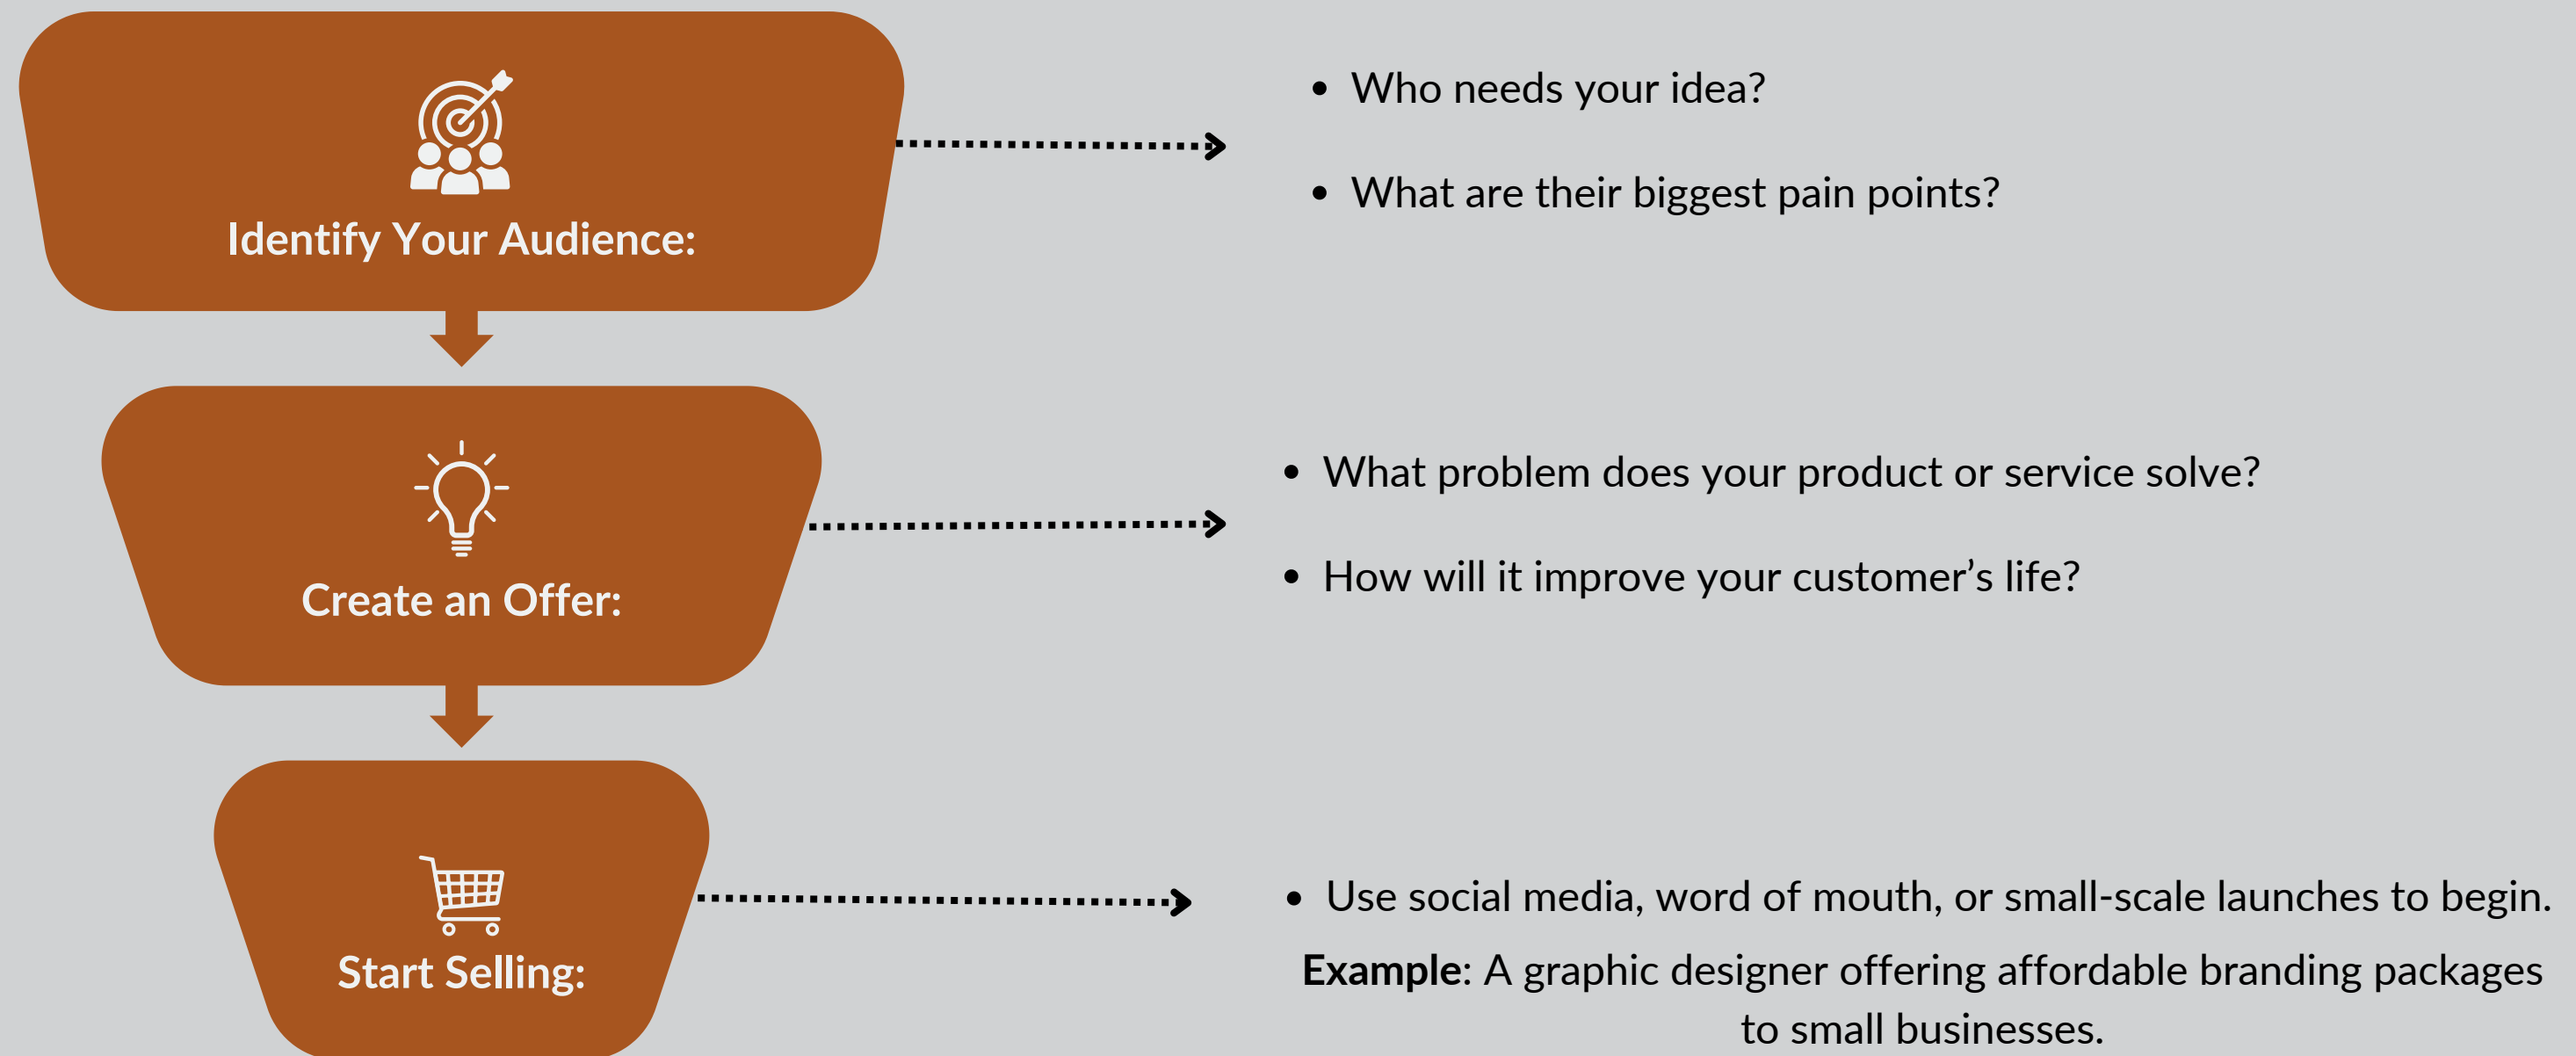 Identify Your Audience:
• Who needs your idea?
• What are their biggest pain points?
Create an Offer:
• What problem does your product or service solve?
• How will it improve your customer’s life?
Start Selling:
• Use social media, word of mouth, or small-scale launches to begin.
Example: A graphic designer offering affordable branding packages
to small businesses.